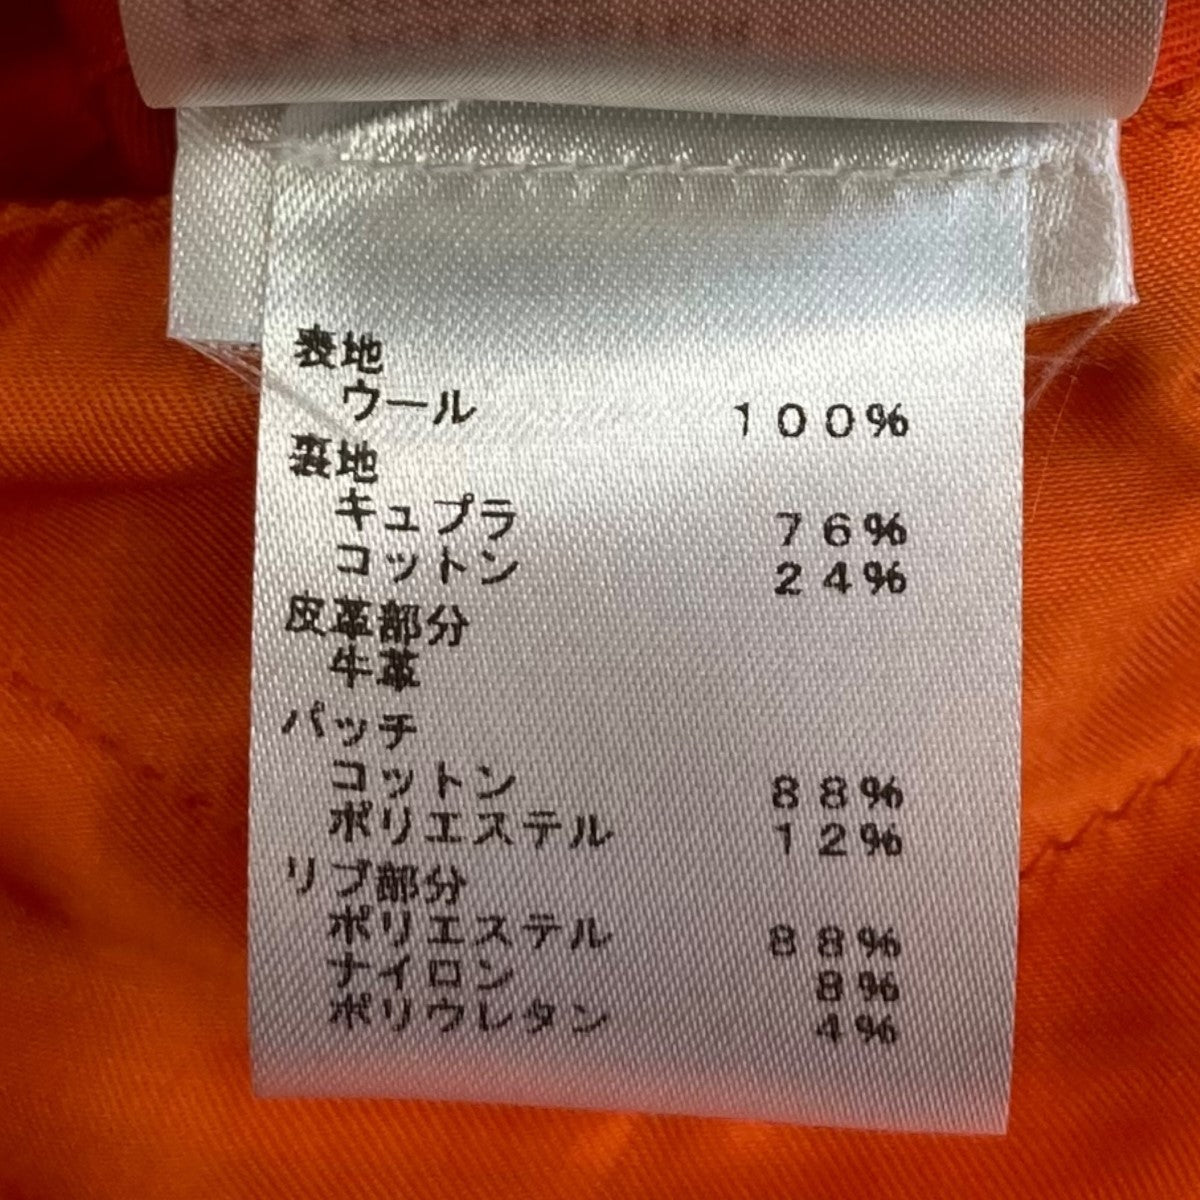 表地
ウール 100%
裏地
キュプラ 76%
コットン 24%
皮革部分
牛革
パッチ
コットン 88%
ポリエステル 12%
リブ部分
ポリエステル 88%
ナイロン 8%
ポリウレタン 4%